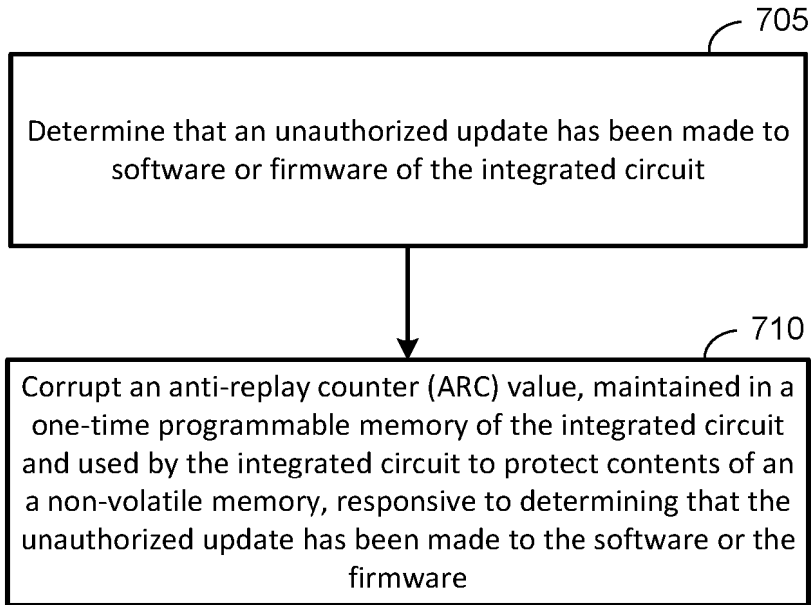 705
Determine that an unauthorized update has been made to
software or firmware of the integrated circuit
710
Corrupt an anti-replay counter (ARC) value, maintained in a
one-time programmable memory of the integrated circuit
and used by the integrated circuit to protect contents of an
a non-volatile memory, responsive to determining that the
unauthorized update has been made to the software or the
firmware